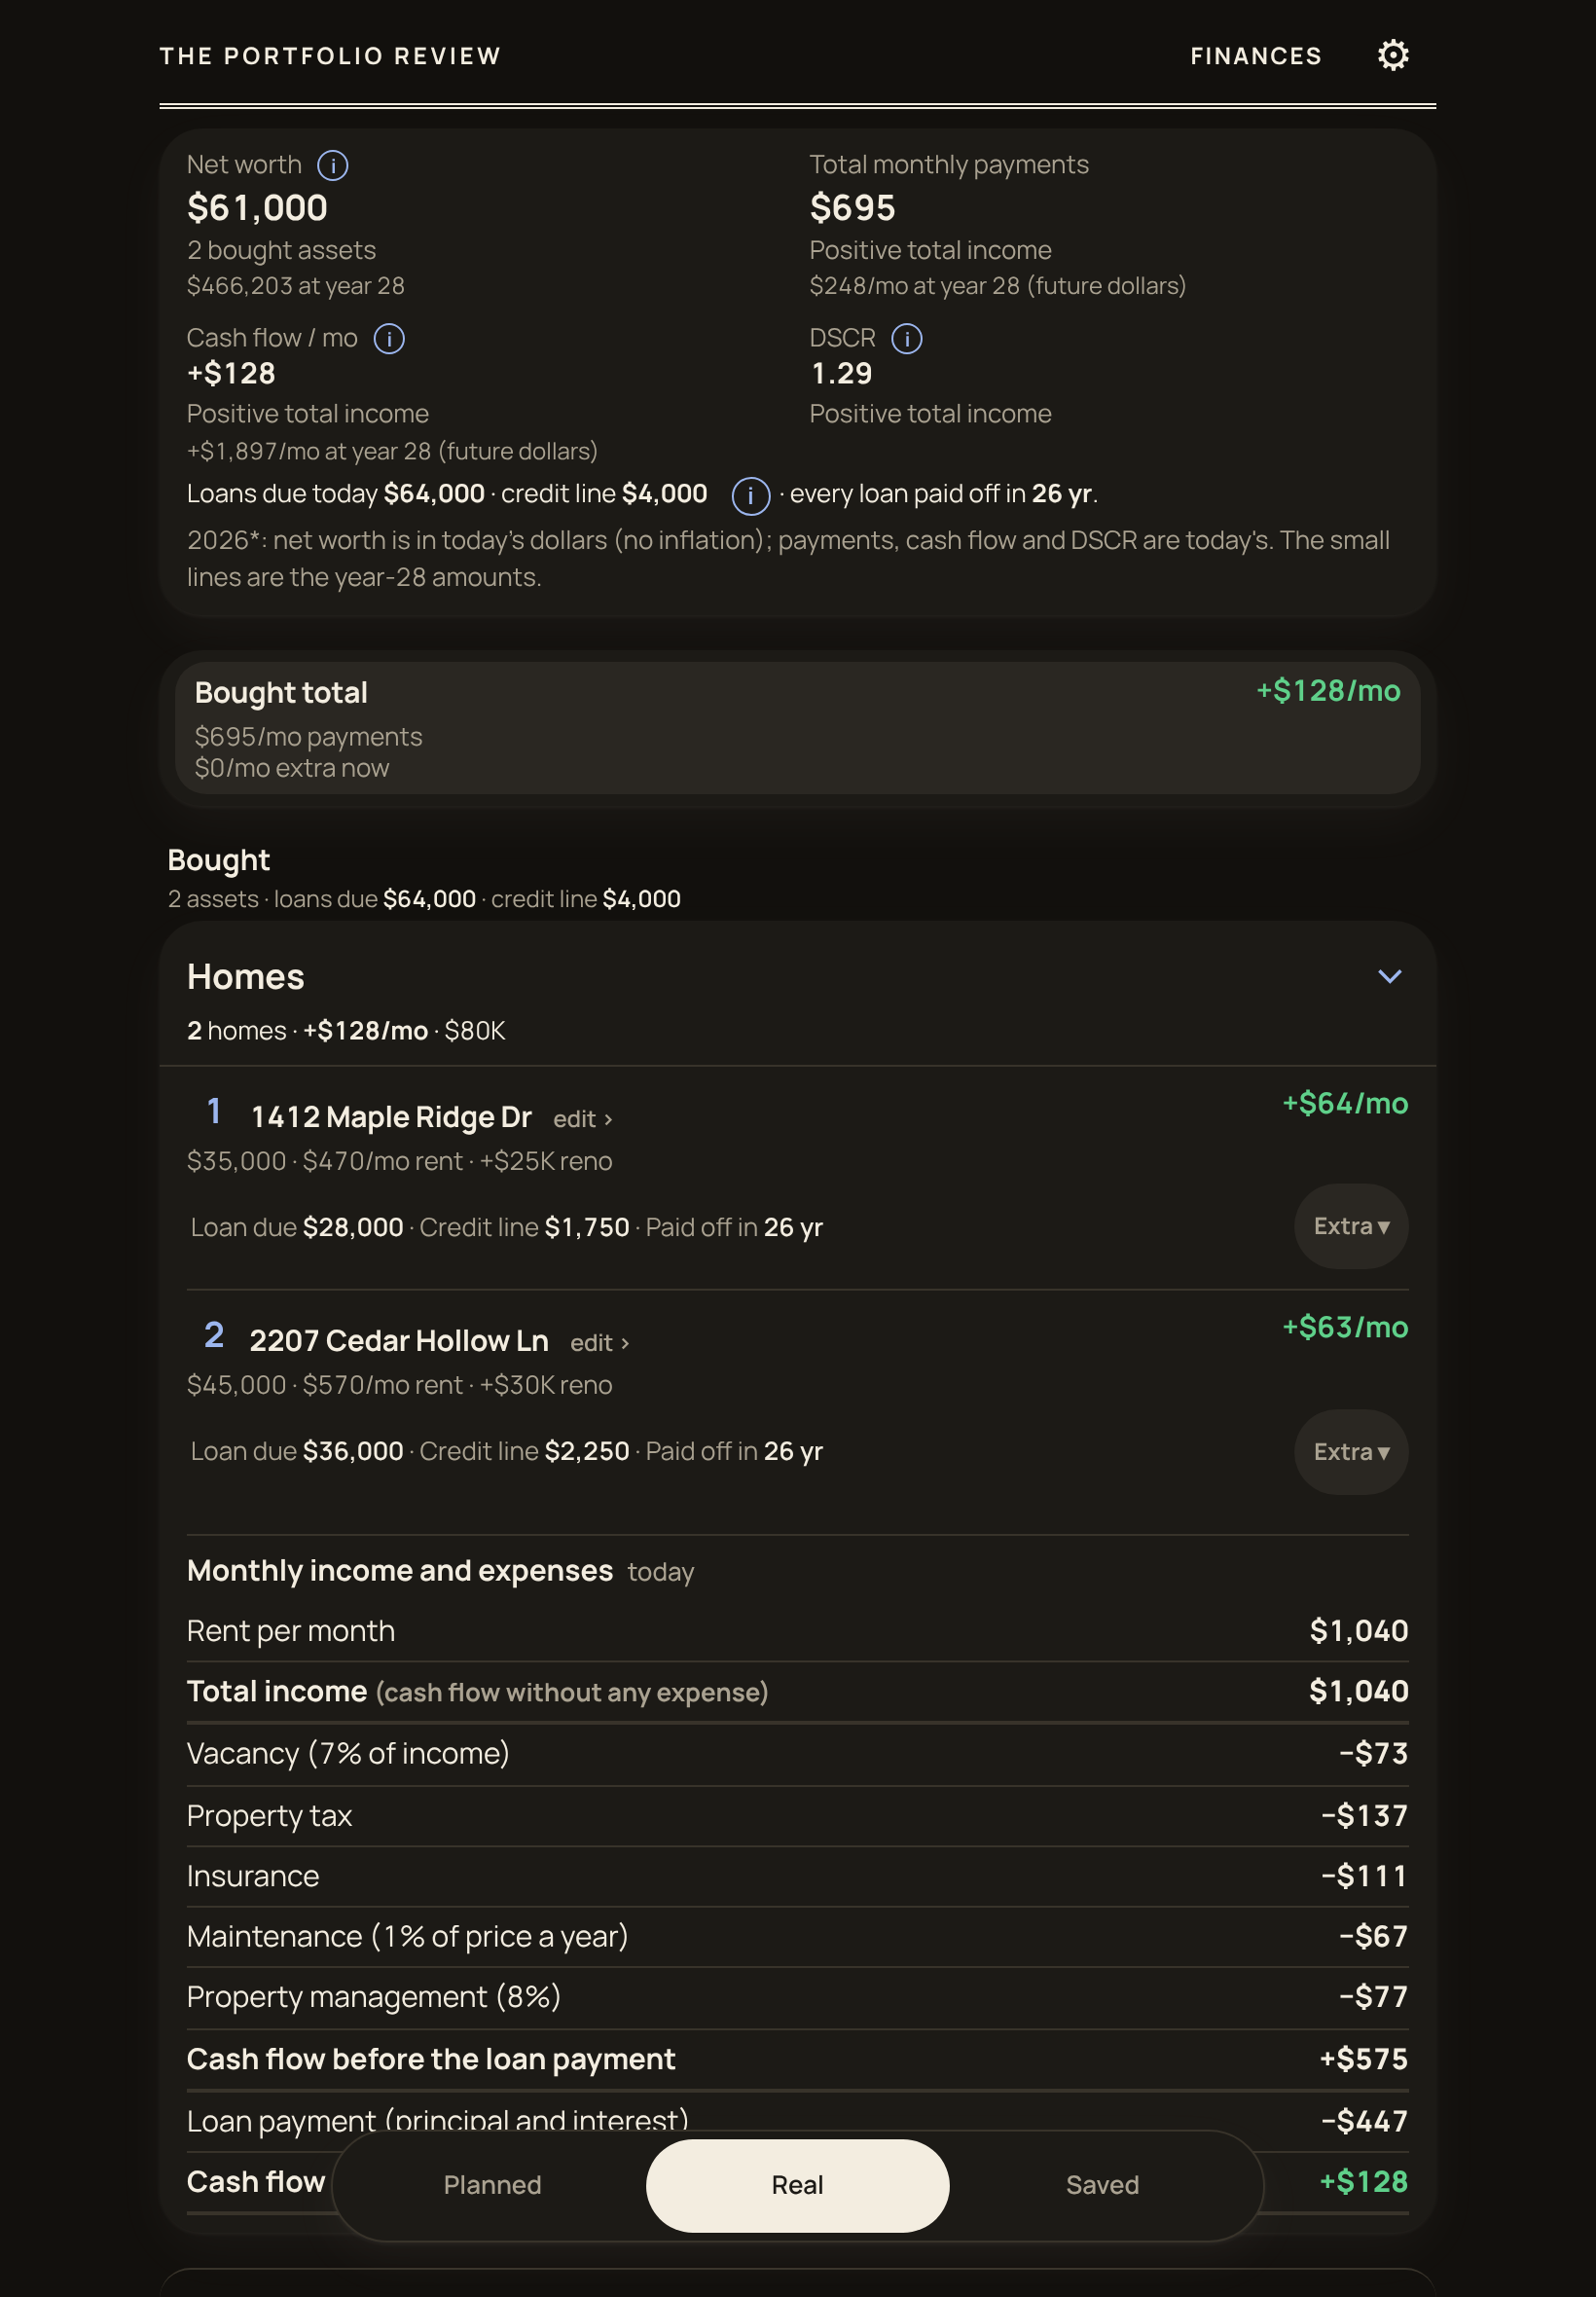 THE PORTFOLIO REVIEW
FINANCES
Net worth
$61,000
2 bought assets
$466,203 at year 28
Total monthly payments
$695
Positive total income
$248/mo at year 28 (future dollars)
Cash flow / mo
+$128
Positive total income
+$1,897/mo at year 28 (future dollars)
DSCR
1.29
Positive total income
Loans due today $64,000 · credit line $4,000 · every loan paid off in 26 yr.
2026*: net worth is in today's dollars (no inflation); payments, cash flow and DSCR are today's. The small
lines are the year-28 amounts.
Bought total +$128/mo
$695/mo payments
$0/mo extra now
Bought
2 assets · loans due $64,000 · credit line $4,000
Homes
2 homes · +$128/mo · $80K
1 1412 Maple Ridge Dr edit › +$64/mo
$35,000 · $470/mo rent · +$25K reno
Loan due $28,000 · Credit line $1,750 · Paid off in 26 yr Extra ▾
2 2207 Cedar Hollow Ln edit › +$63/mo
$45,000 · $570/mo rent · +$30K reno
Loan due $36,000 · Credit line $2,250 · Paid off in 26 yr Extra ▾
Monthly income and expenses today
Rent per month $1,040
Total income (cash flow without any expense) $1,040
Vacancy (7% of income) −$73
Property tax −$137
Insurance −$111
Maintenance (1% of price a year) −$67
Property management (8%) −$77
Cash flow before the loan payment +$575
Loan payment (principal and interest) −$447
Cash flow +$128
Planned Real Saved